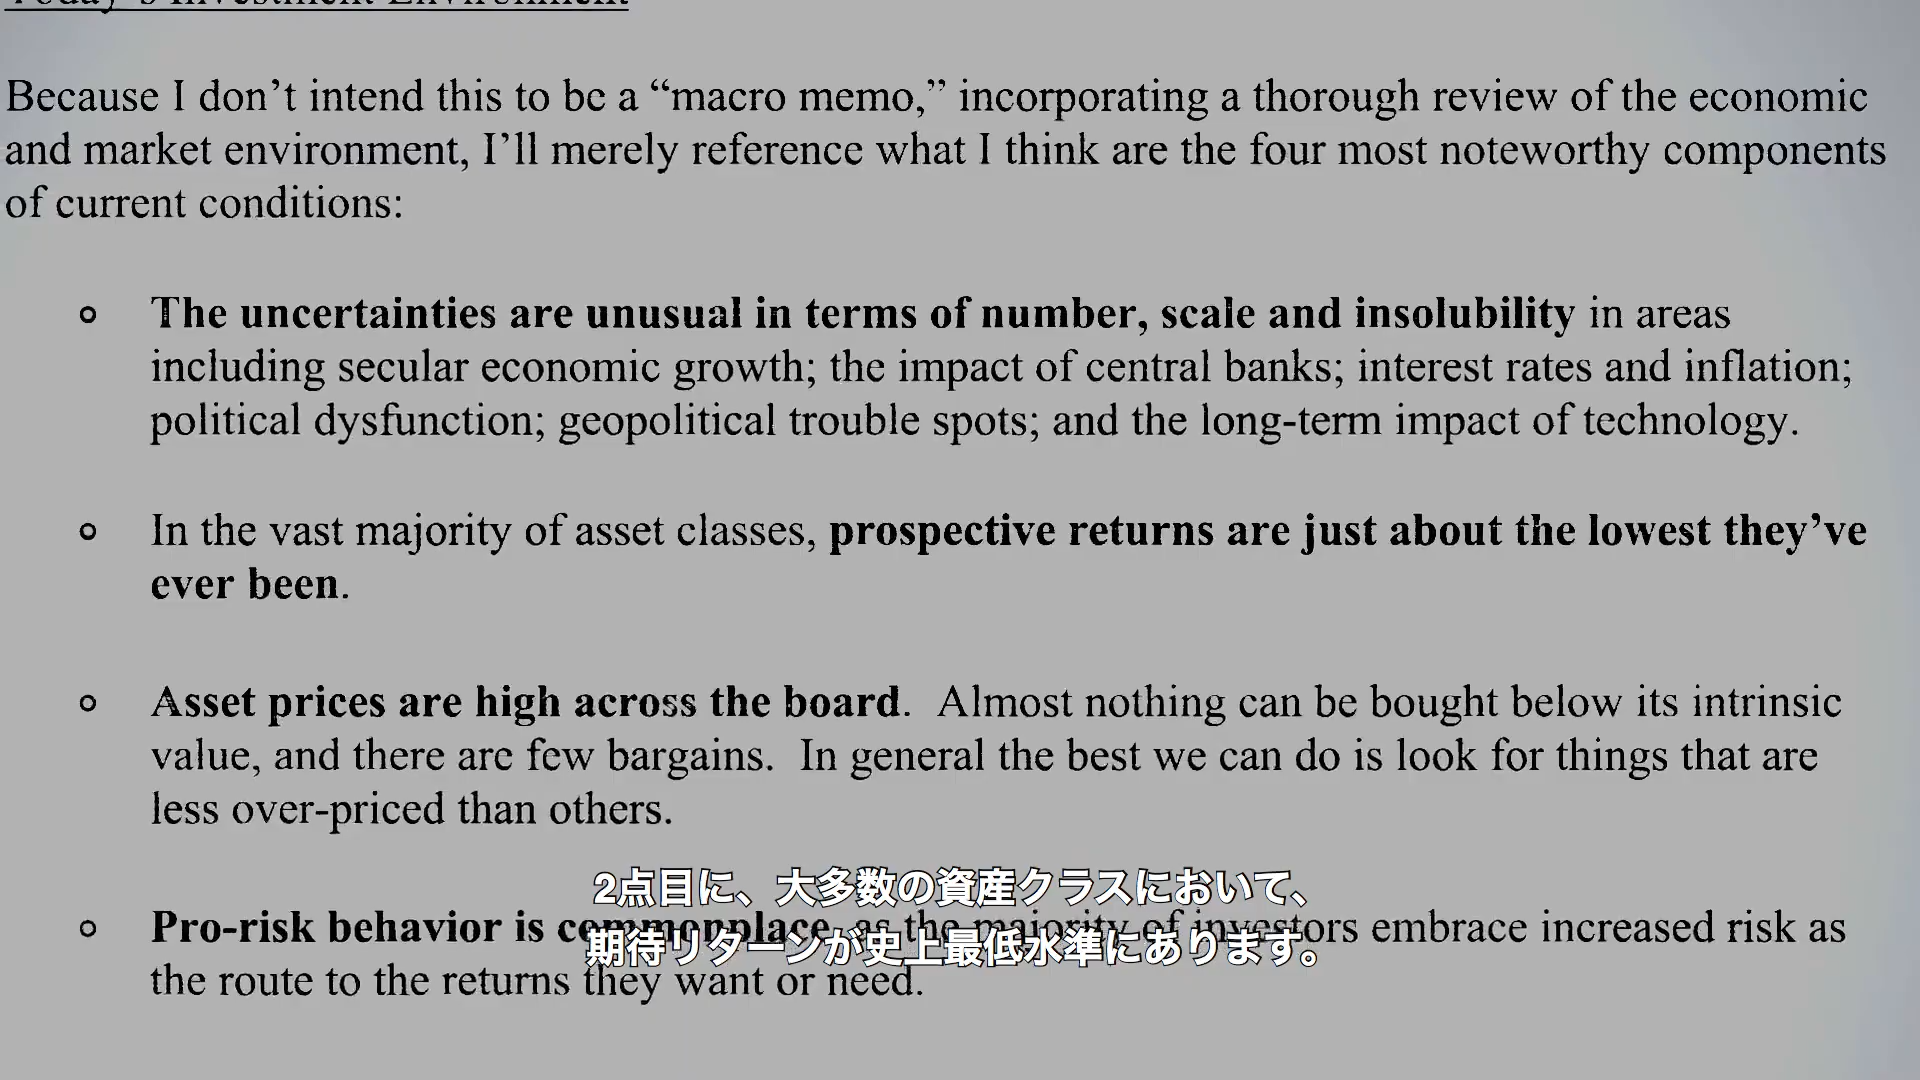 Today's Investment Environment
Because I don't intend this to be a “macro memo,” incorporating a thorough review of the economic
and market environment, I'll merely reference what I think are the four most noteworthy components
of current conditions:
The uncertainties are unusual in terms of number, scale and insolubility in areas
including secular economic growth; the impact of central banks; interest rates and inflation;
political dysfunction; geopolitical trouble spots; and the long-term impact of technology.
In the vast majority of asset classes, prospective returns are just about the lowest they've
ever been.
Asset prices are high across the board. Almost nothing can be bought below its intrinsic
value, and there are few bargains. In general the best we can do is look for things that are
less over-priced than others.
Pro-risk behavior is commonplace, as the majority of investors embrace increased risk as
the route to the returns they want or need.
2点目に、大多数の資産クラスにおいて、
期待リターンが史上最低水準にあります。